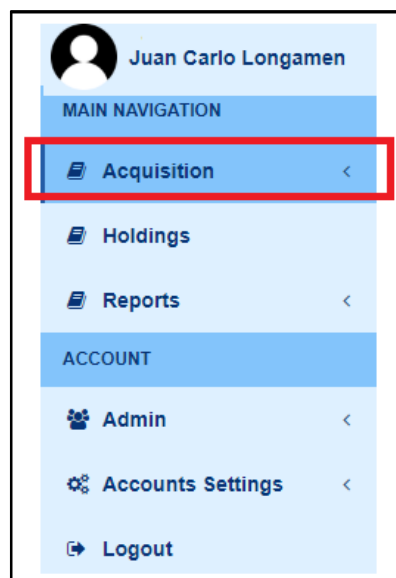 Juan Carlo Longamen
MAIN NAVIGATION
Acquisition
Holdings
Reports
ACCOUNT
Admin
Accounts Settings
Logout